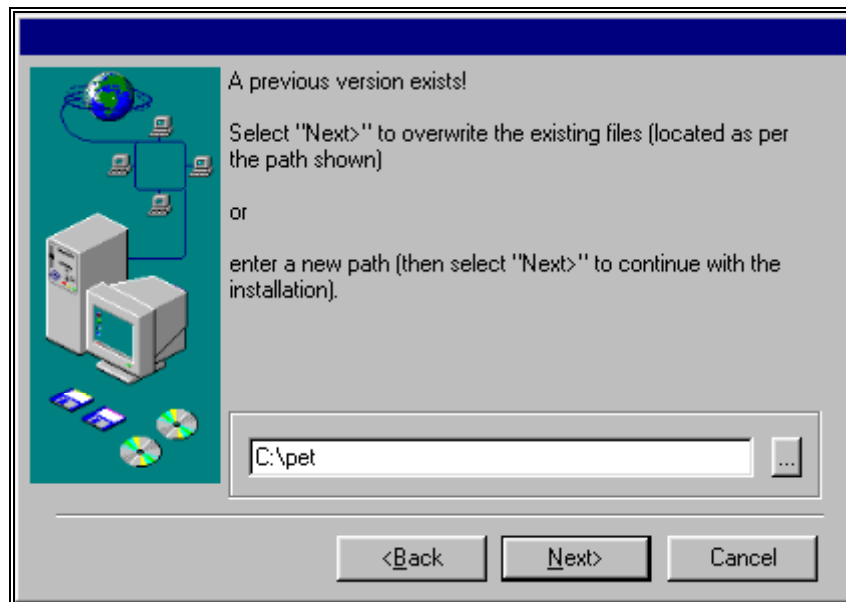 A previous version exists!
Select "Next>" to overwrite the existing files (located as per
the path shown)
or
enter a new path (then select "Next>" to continue with the
installation).
C:\pet
...
<Back
Next>
Cancel